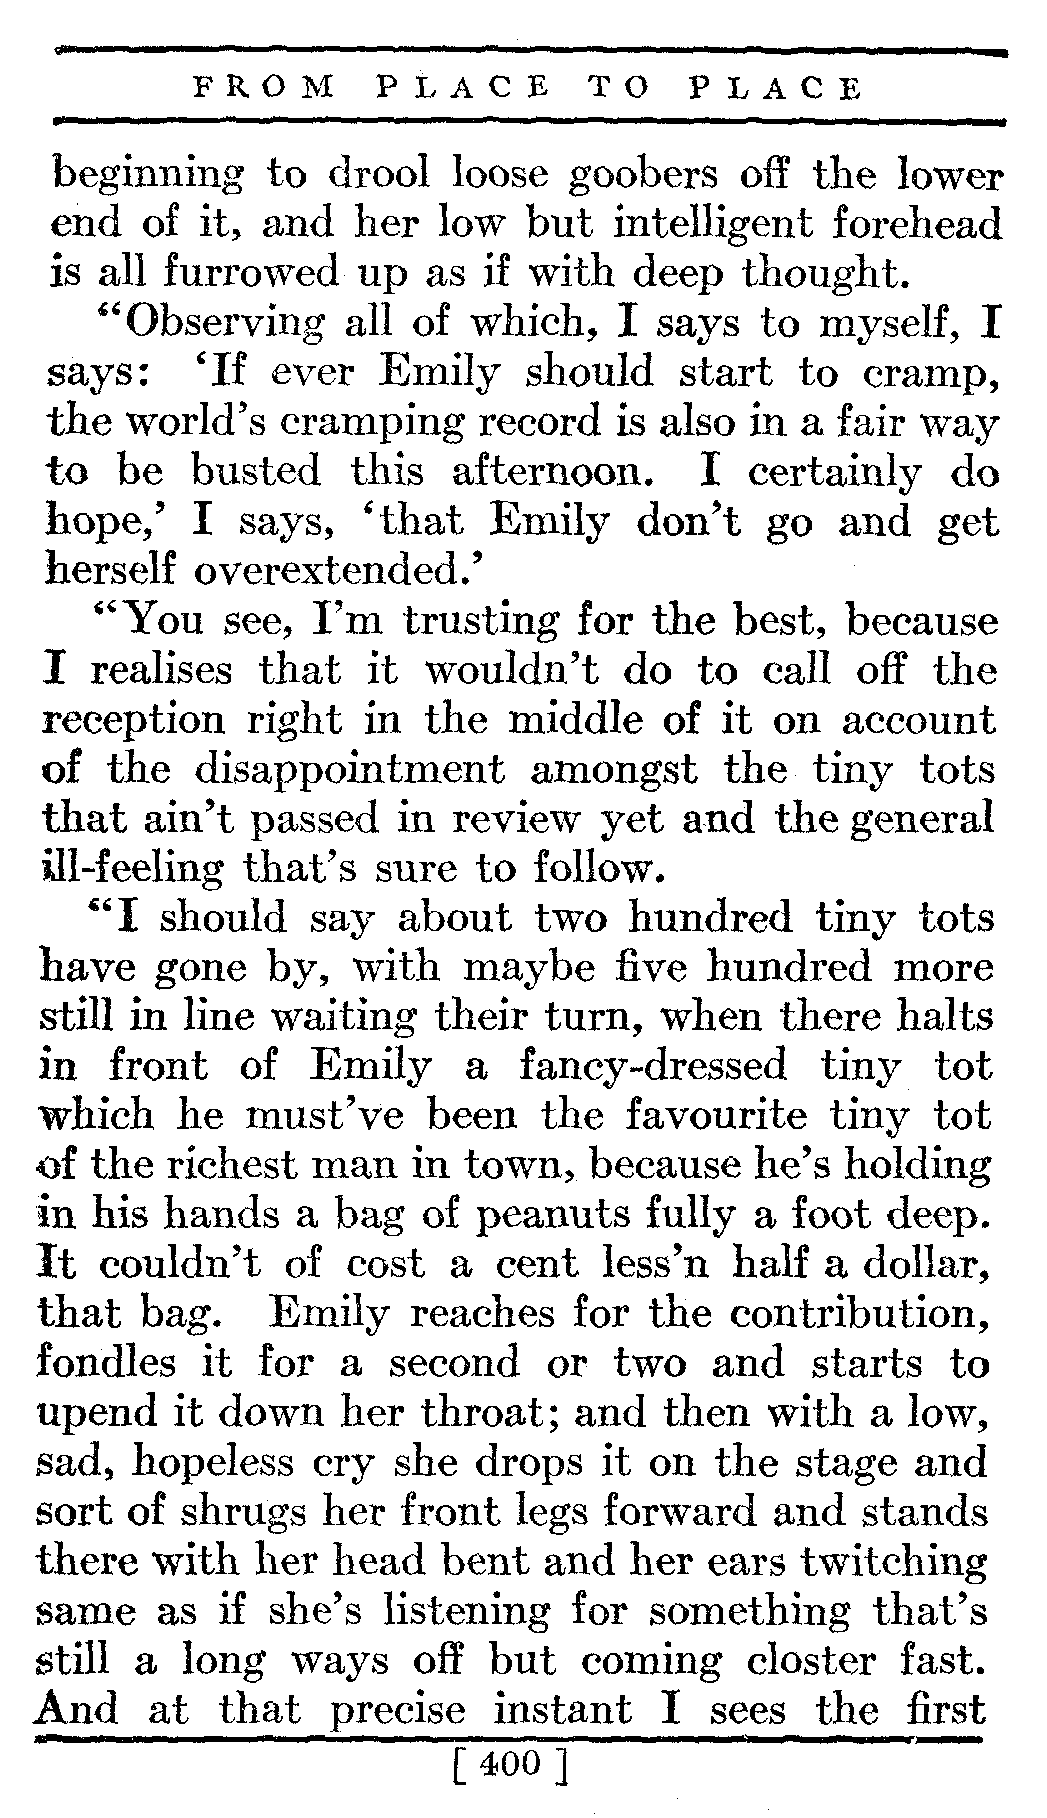 FROM PLACE TO PLACE
beginning to drool loose goobers off the lower
end of it, and her low but intelligent forehead
is all furrowed up as if with deep thought.
“Observing all of which, I says to myself, I
says: ‘If ever Emily should start to cramp,
the world’s cramping record is also in a fair way
to be busted this afternoon. I certainly do
hope,’ I says, ‘that Emily don’t go and get
herself overextended.’
“You see, I’m trusting for the best, because
I realises that it wouldn’t do to call off the
reception right in the middle of it on account
of the disappointment amongst the tiny tots
that ain’t passed in review yet and the general
ill-feeling that’s sure to follow.
“I should say about two hundred tiny tots
have gone by, with maybe five hundred more
still in line waiting their turn, when there halts
in front of Emily a fancy-dressed tiny tot
which he must’ve been the favourite tiny tot
of the richest man in town, because he’s holding
in his hands a bag of peanuts fully a foot deep.
It couldn’t of cost a cent less’n half a dollar,
that bag. Emily reaches for the contribution,
fondles it for a second or two and starts to
upend it down her throat; and then with a low,
sad, hopeless cry she drops it on the stage and
sort of shrugs her front legs forward and stands
there with her head bent and her ears twitching
same as if she’s listening for something that’s
still a long ways off but coming closter fast.
And at that precise instant I sees the first
[ 400 ]